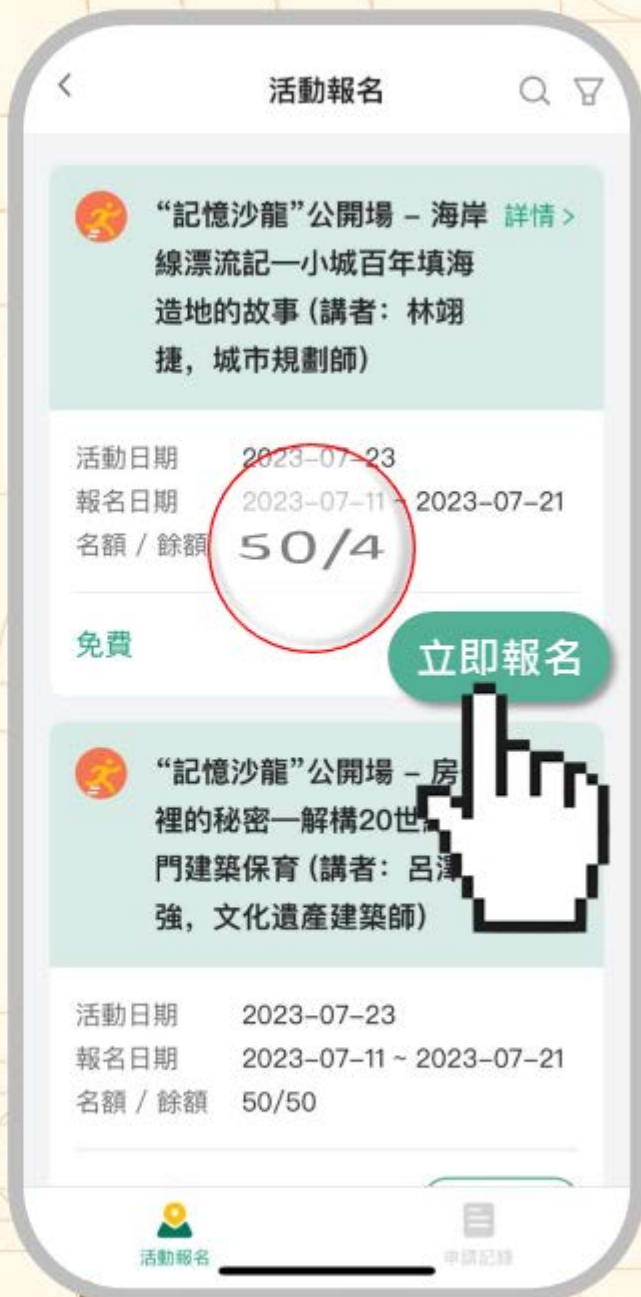 活動報名
“記憶沙龍”公開場 – 海岸 詳情 >
線漂流記—小城百年填海
造地的故事 (講者：林翊
捷，城市規劃師)
活動日期 2023-07-23
報名日期 2023-07-11 ~ 2023-07-21
名額 / 餘額 50/4
免費 立即報名
“記憶沙龍”公開場 – 房
裡的秘密—解構20世
門建築保育 (講者：呂澤
強，文化遺產建築師)
活動日期 2023-07-23
報名日期 2023-07-11 ~ 2023-07-21
名額 / 餘額 50/50
活動報名 申請記錄